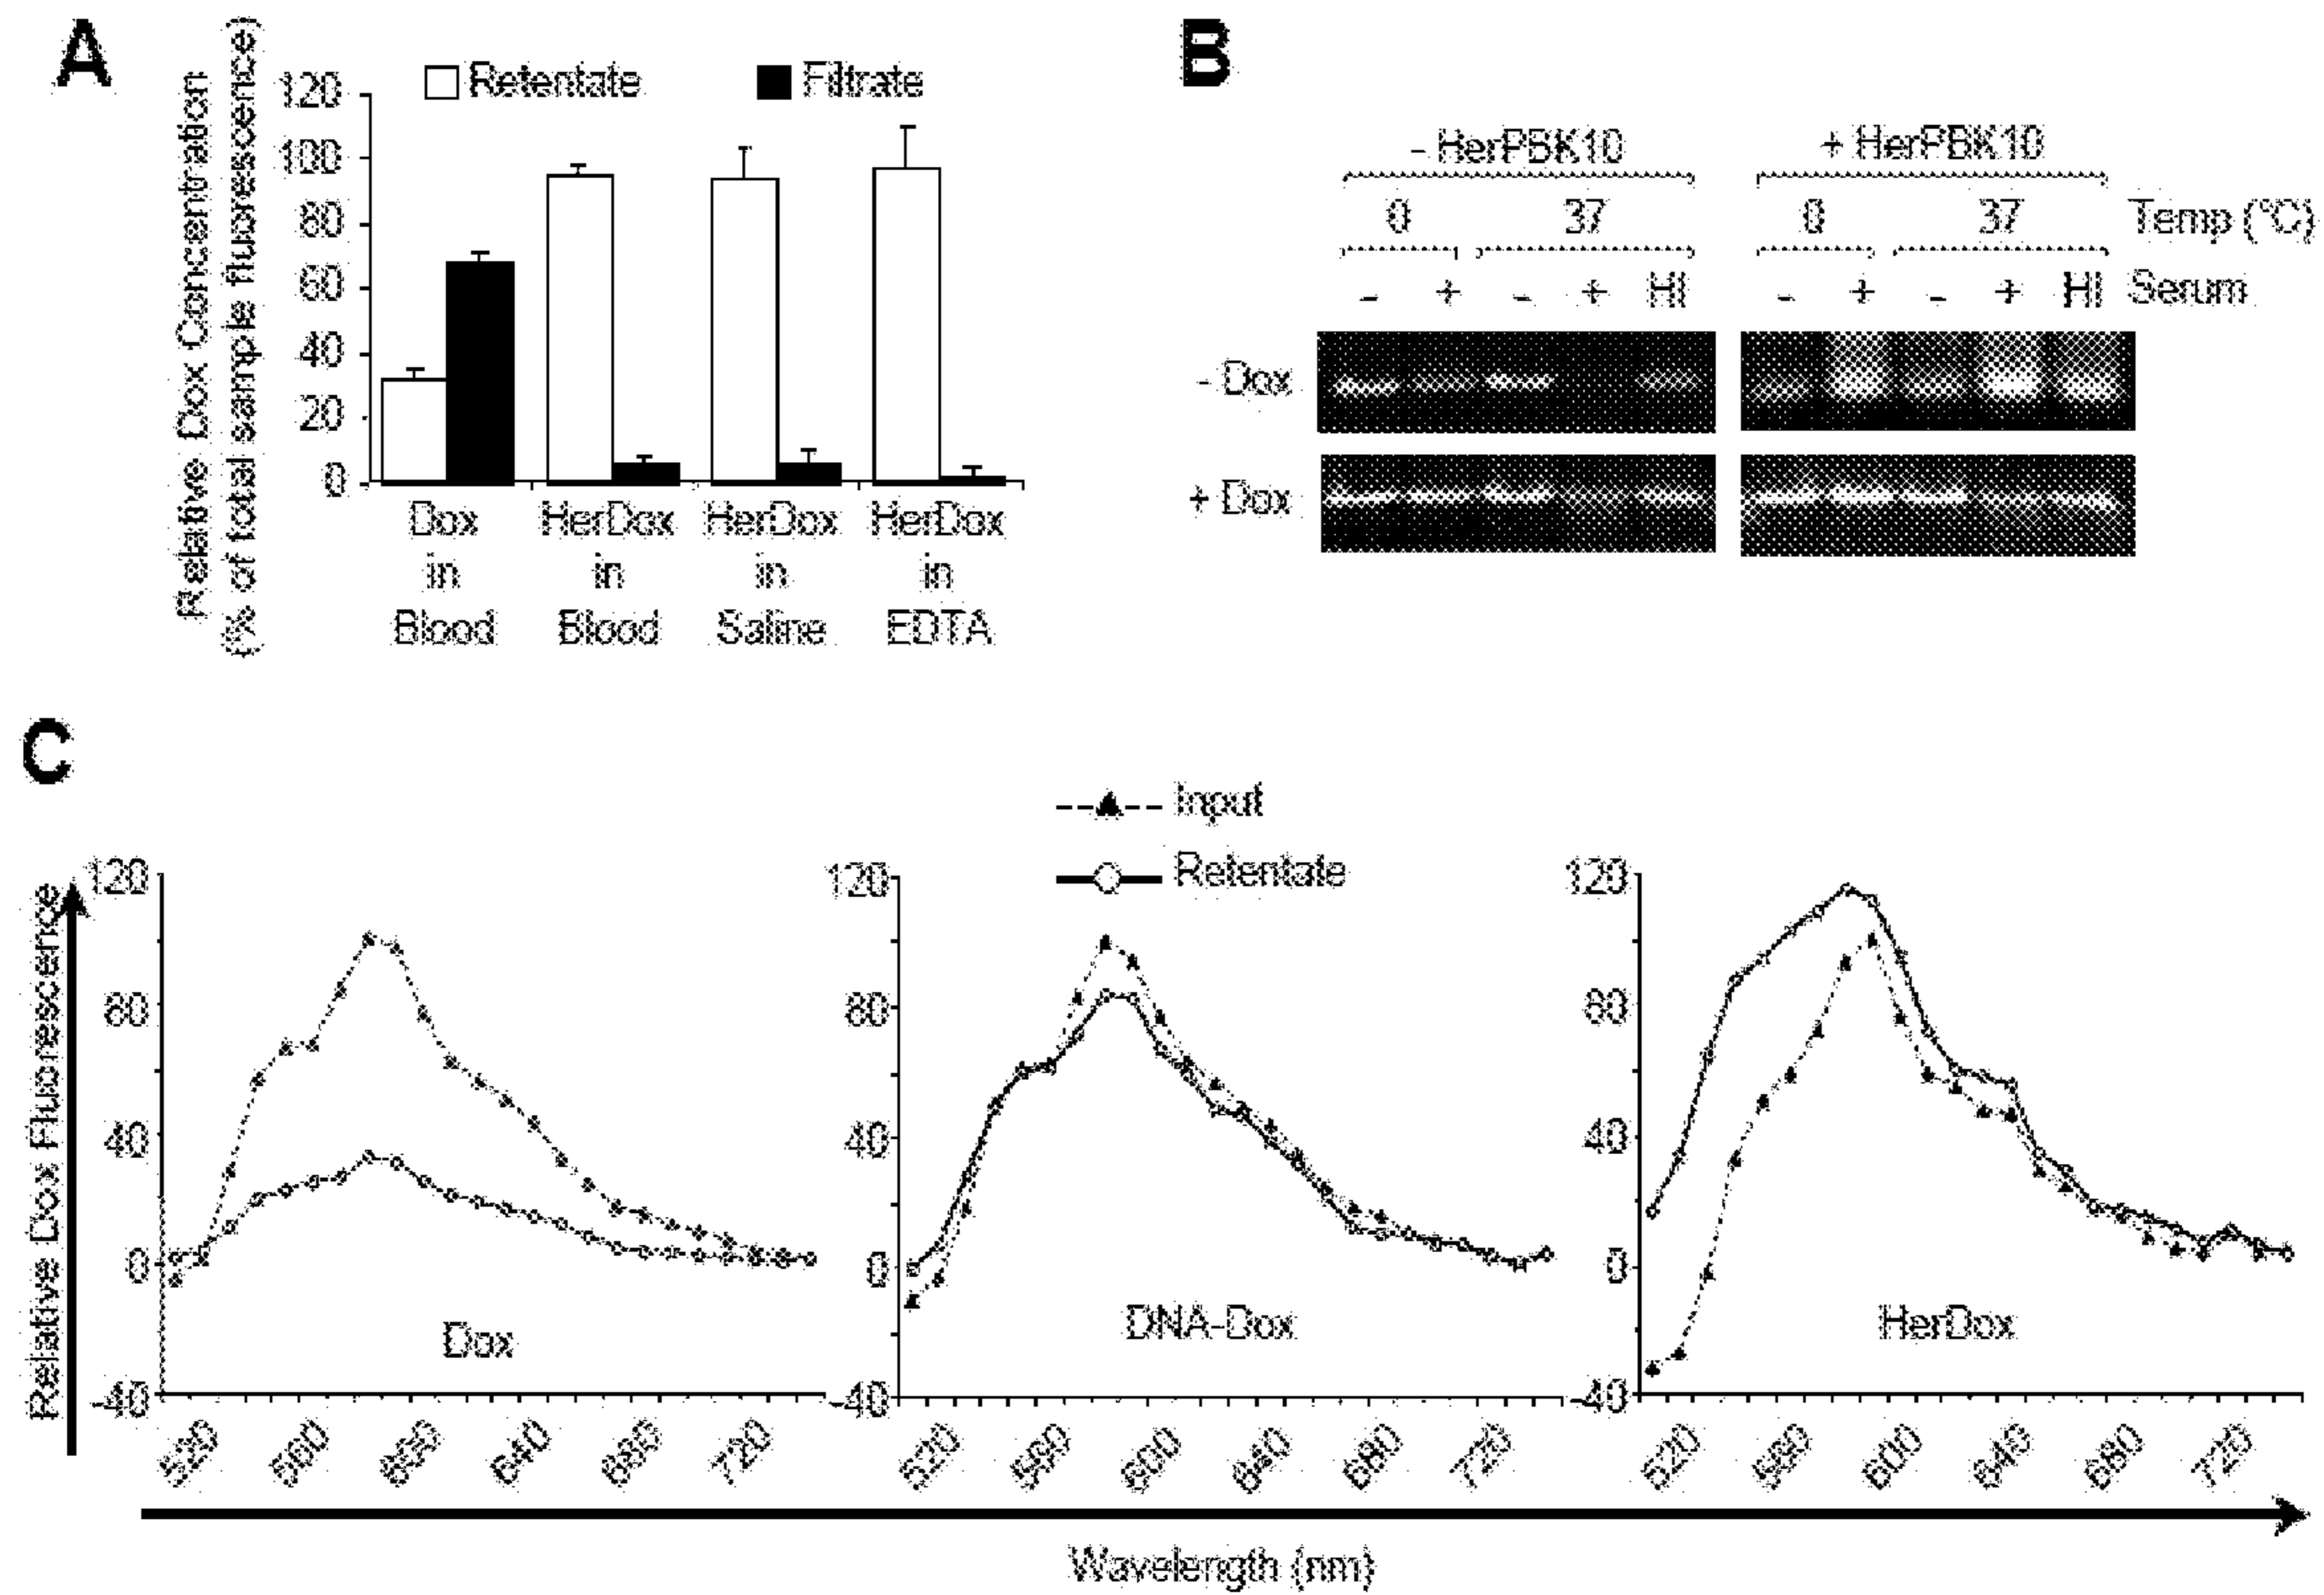 A
Relative Dox Concentration
(% of total sample fluorescence)
Retentate
Filtrate
120
100
80
60
40
20
0
Dox in Blood
HerDox in Blood
HerDox in Saline
HerDox in EDTA
B
- HerPBK10
+ HerPBK10
0 37 0 37 Temp (°C)
- + - + HI - + - + HI Serum
- Dox
+ Dox
C
Input
Retentate
Relative Dox Fluorescence
120
80
40
0
-40
Dox
520 560 600 640 680 720
120
80
40
0
-40
DNA-Dox
520 560 600 640 680 720
120
80
40
0
-40
HerDox
520 560 600 640 680 720
Wavelength (nm)